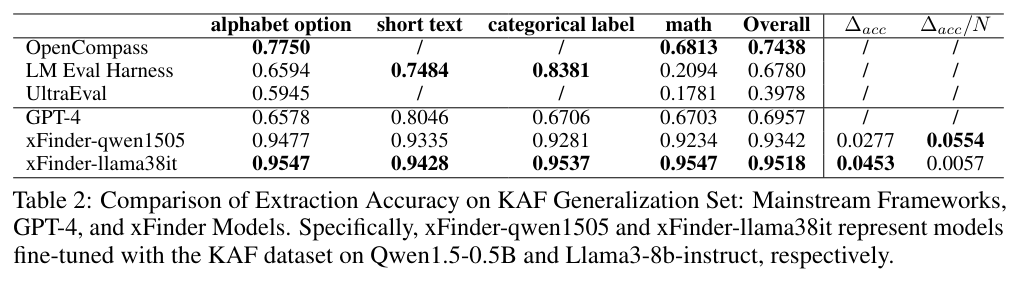 alphabet option short text categorical label math Overall Δacc Δacc/N
OpenCompass 0.7750 / / 0.6813 0.7438 / /
LM Eval Harness 0.6594 0.7484 0.8381 0.2094 0.6780 / /
UltraEval 0.5945 / / 0.1781 0.3978 / /
GPT-4 0.6578 0.8046 0.6706 0.6703 0.6957 / /
xFinder-qwen1505 0.9477 0.9335 0.9281 0.9234 0.9342 0.0277 0.0554
xFinder-llama38it 0.9547 0.9428 0.9537 0.9547 0.9518 0.0453 0.0057
Table 2: Comparison of Extraction Accuracy on KAF Generalization Set: Mainstream Frameworks,
GPT-4, and xFinder Models. Specifically, xFinder-qwen1505 and xFinder-llama38it represent models
fine-tuned with the KAF dataset on Qwen1.5-0.5B and Llama3-8b-instruct, respectively.